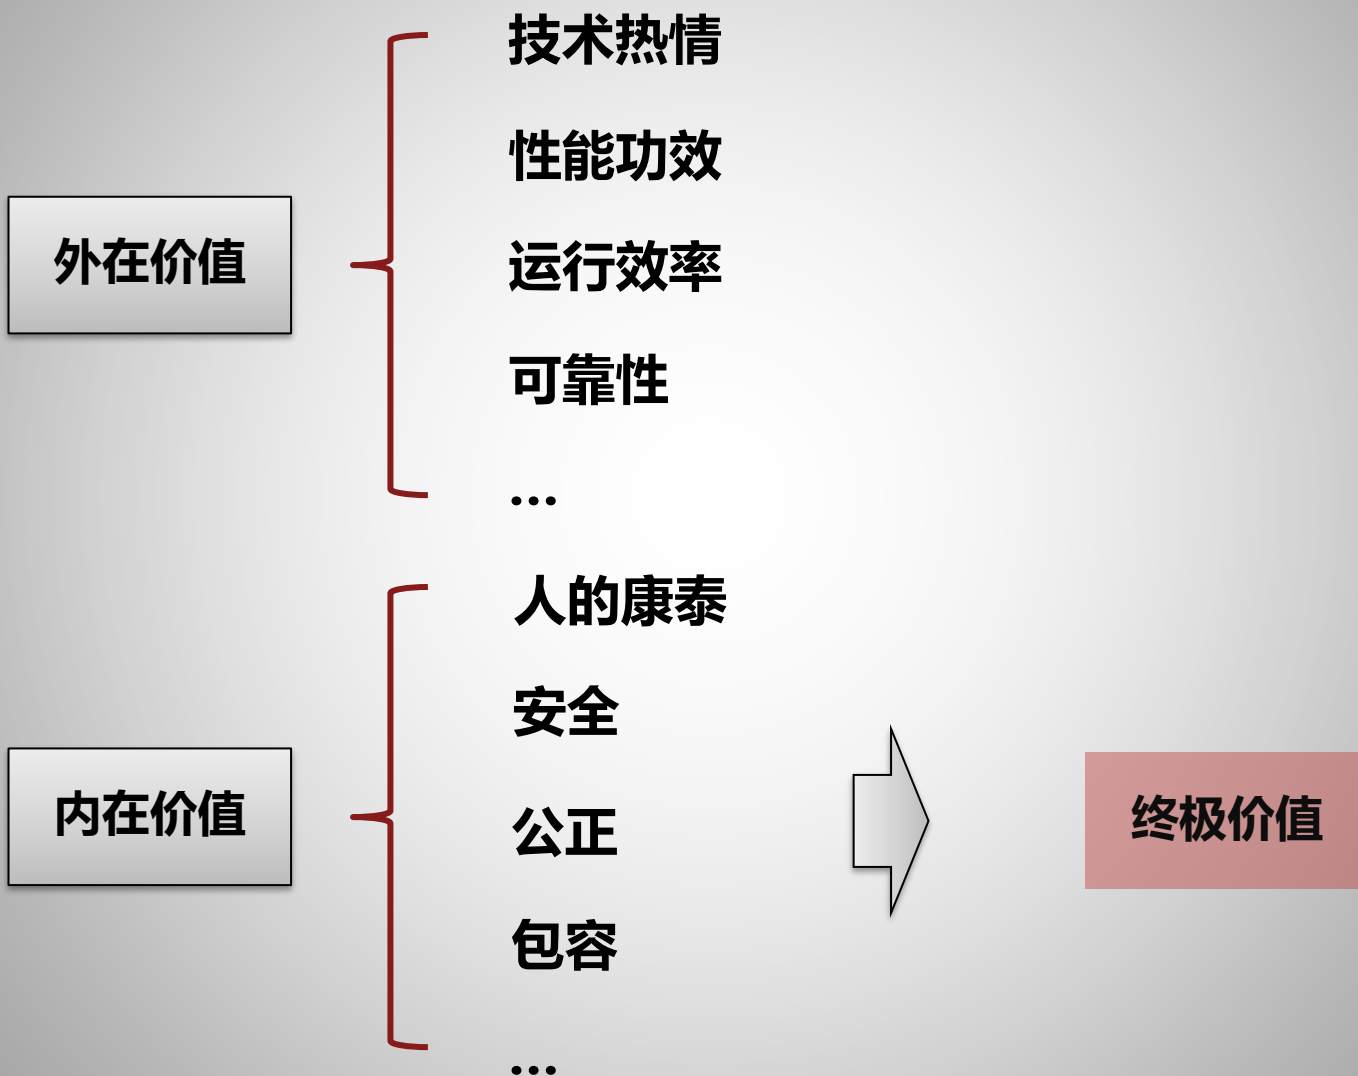 外在价值
技术热情
性能功效
运行效率
可靠性
...
内在价值
人的康泰
安全
公正
包容
...
终极价值